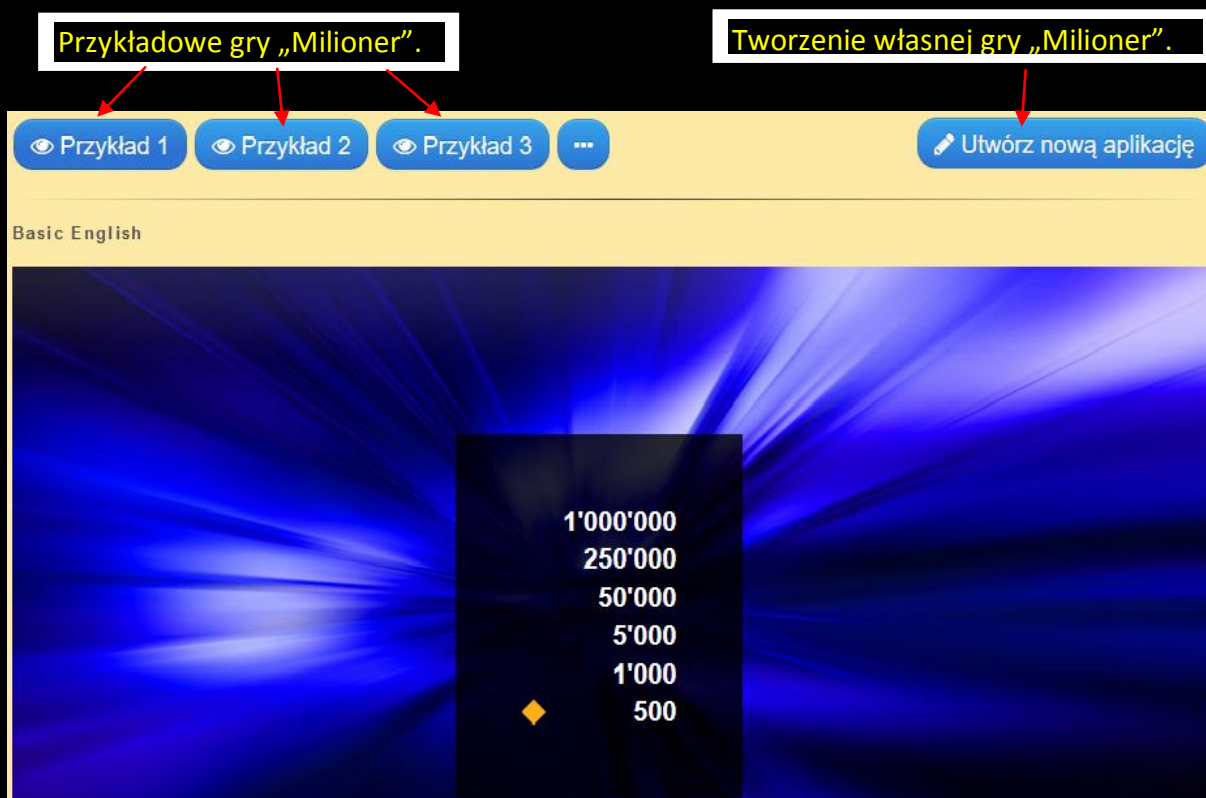 Przykładowe gry „Milioner”.
Tworzenie własnej gry „Milioner”.
Przykład 1
Przykład 2
Przykład 3
...
Utwórz nową aplikację
Basic English
1'000'000
250'000
50'000
5'000
1'000
500